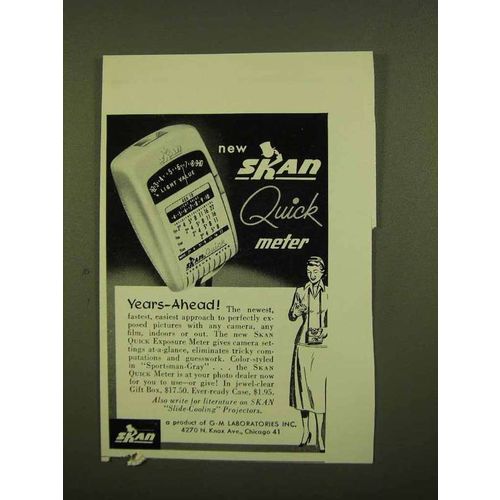 new SKAN
Quick
meter
LIGHT VALUE
SKAN Quick
Years-Ahead! The newest,
fastest, easiest approach to perfectly ex-
posed pictures with any camera, any
film, indoors or out. The new SKAN
QUICK Exposure Meter gives camera set-
tings at-a-glance, eliminates tricky com-
putations and guesswork. Color-styled
in "Sportsman-Gray" . . . the SKAN
QUICK Meter is at your photo dealer now
for you to use—or give! In jewel-clear
Gift Box, $17.50. Ever-ready Case, $1.95.
Also write for literature on SKAN
"Slide-Cooling" Projectors.
SKAN
a product of G-M LABORATORIES INC.
4270 N. Knox Ave., Chicago 41